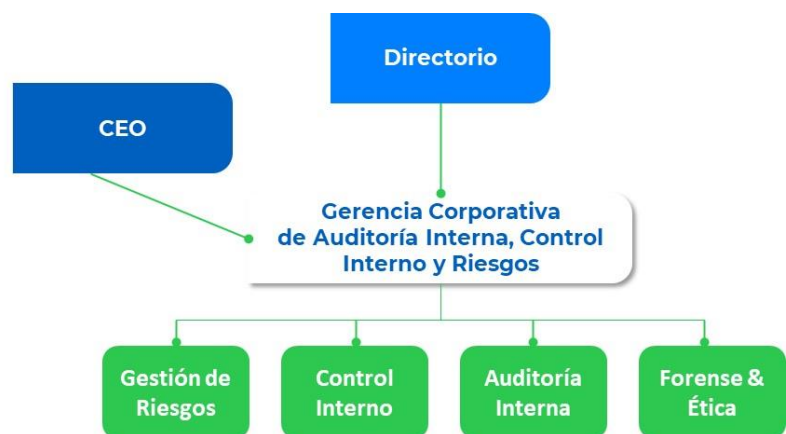 Directorio
CEO
Gerencia Corporativa
de Auditoría Interna, Control
Interno y Riesgos
Gestión de
Riesgos
Control
Interno
Auditoría
Interna
Forense &
Ética